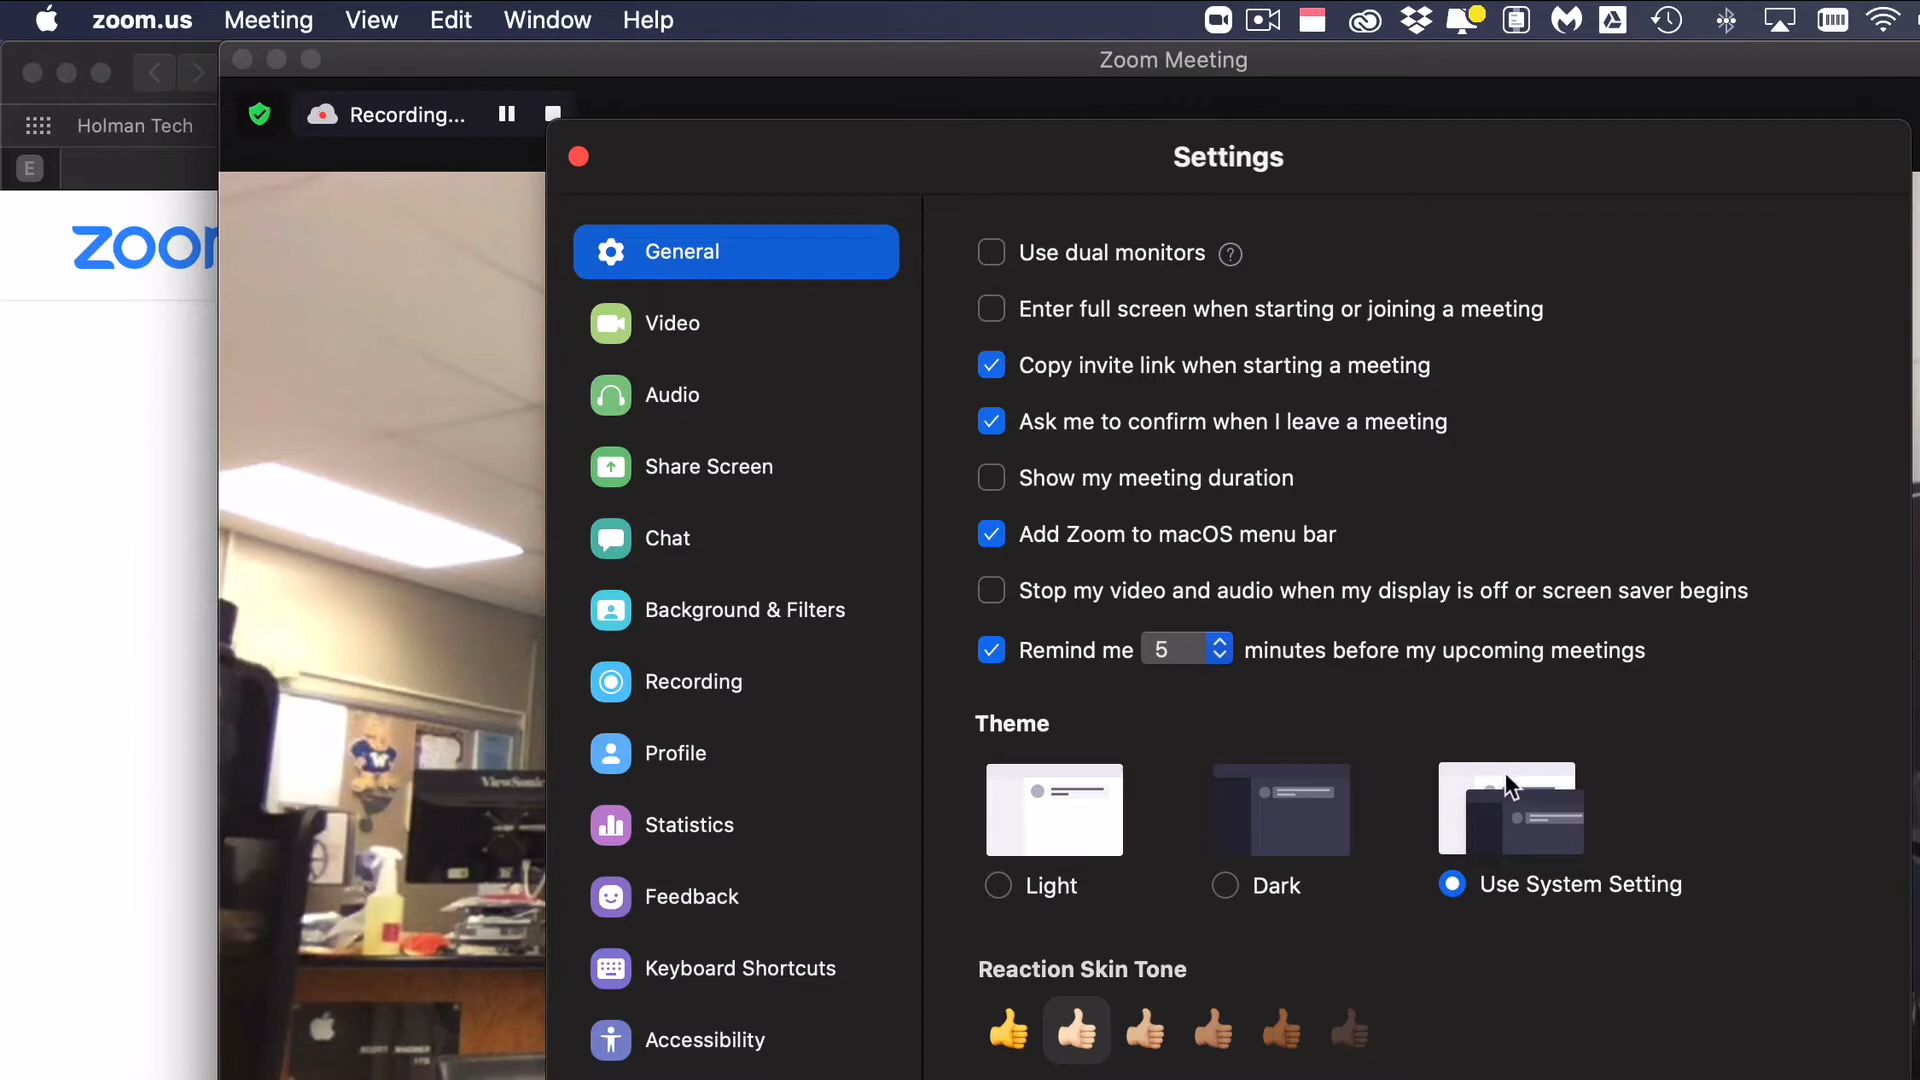 zoom.us Meeting View Edit Window Help
Zoom Meeting
Recording...
Holman Tech
E
zoom
Settings
General
Video
Audio
Share Screen
Chat
Background & Filters
Recording
Profile
Statistics
Feedback
Keyboard Shortcuts
Accessibility
Use dual monitors ?
Enter full screen when starting or joining a meeting
Copy invite link when starting a meeting
Ask me to confirm when I leave a meeting
Show my meeting duration
Add Zoom to macOS menu bar
Stop my video and audio when my display is off or screen saver begins
Remind me 5 minutes before my upcoming meetings
Theme
Light Dark Use System Setting
Reaction Skin Tone
W
ViewSonic